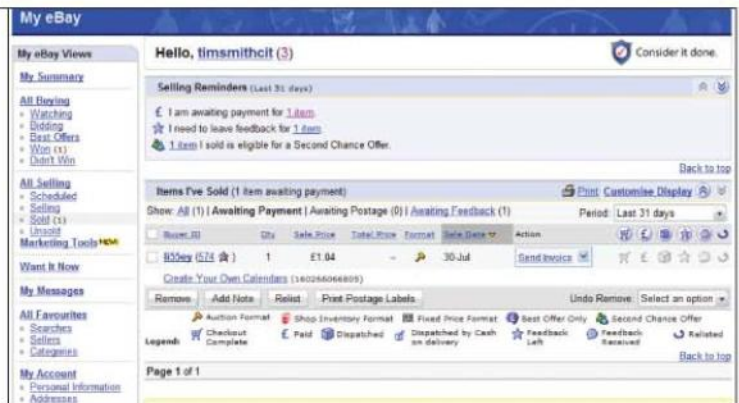 My eBay
My eBay Views
My Summary
All Buying
Watching
Bidding
Best Offers
Won (1)
Didn't Win
All Selling
Scheduled
Selling
Sold (1)
Unsold
Marketing Tools NEW!
Want It Now
My Messages
All Favourites
Searches
Sellers
Categories
My Account
Personal Information
Addresses
Hello, timsmithcit (3)
Consider it done.
Selling Reminders (Last 31 days)
£ I am awaiting payment for 1 item.
I need to leave feedback for 1 item.
1 item I sold is eligible for a Second Chance Offer.
Back to top
Items I've Sold (1 item awaiting payment)
Print Customise Display
Show: All (1) | Awaiting Payment | Awaiting Postage (0) | Awaiting Feedback (1)
Period: Last 31 days
Buyer ID Qty Sale Price Total Price Format Sale Date Action
(574 ) 1 £1.04 -- 30-Jul Send Invoice
Create Your Own Calendars (160266066805)
Remove Add Note Relist Print Postage Labels Undo Remove: Select an option
Legend: Auction Format Shop Inventory Format Fixed Price Format Best Offer Only Second Chance Offer
Checkout Complete £ Paid Dispatched Dispatched by Cash on delivery Feedback Left Feedback Received Relisted
Back to top
Page 1 of 1